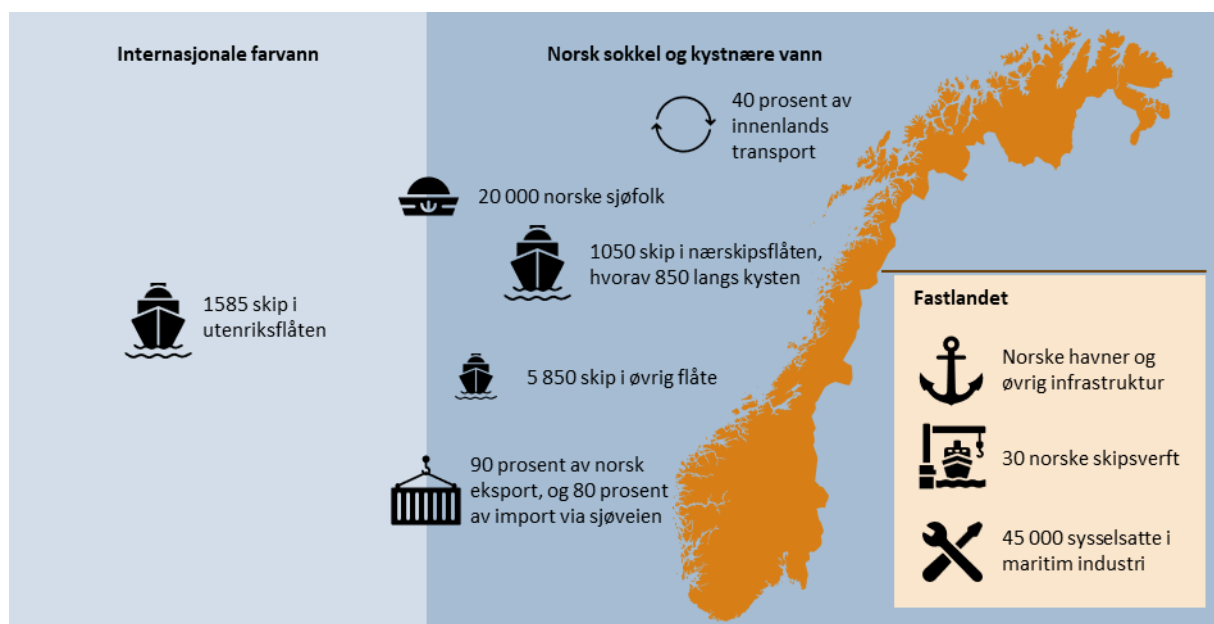 Internasjonale farvann
1585 skip i
utenriksflåten
Norsk sokkel og kystnære vann
40 prosent av
innenlands
transport
20 000 norske sjøfolk
1050 skip i nærskipsflåten,
hvorav 850 langs kysten
5 850 skip i øvrig flåte
90 prosent av norsk
eksport, og 80 prosent
av import via sjøveien
Fastlandet
Norske havner og
øvrig infrastruktur
30 norske skipsverft
45 000 sysselsatte i
maritim industri